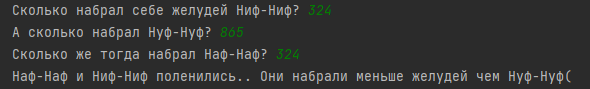 Сколько набрал себе желудей Ниф-Ниф? 324
А сколько набрал Нуф-Нуф? 865
Сколько же тогда набрал Наф-Наф? 324
Наф-Наф и Ниф-Ниф поленились.. Они набрали меньше желудей чем Нуф-Нуф(